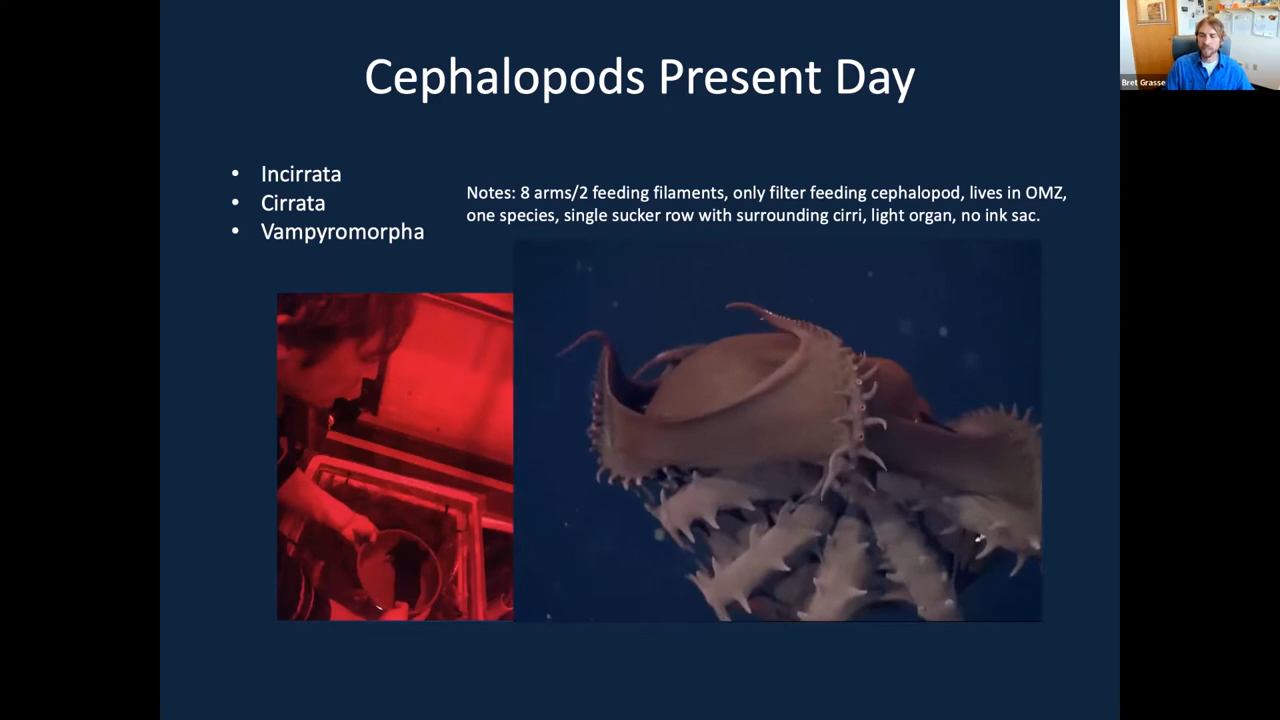 Cephalopods Present Day
• Incirrata
• Cirrata
• Vampyromorpha
Notes: 8 arms/2 feeding filaments, only filter feeding cephalopod, lives in OMZ,
one species, single sucker row with surrounding cirri, light organ, no ink sac.
Bret Grasse